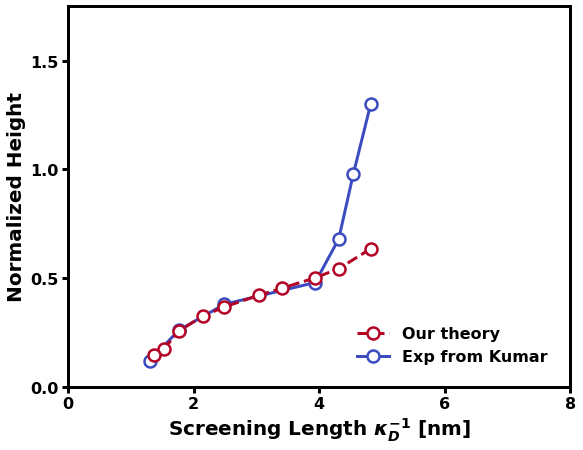 1.5
1.0
0.5
0.0
0
2
4
6
8
Normalized Height
Our theory
Exp from Kumar
Screening Length κ_D^{-1} [nm]